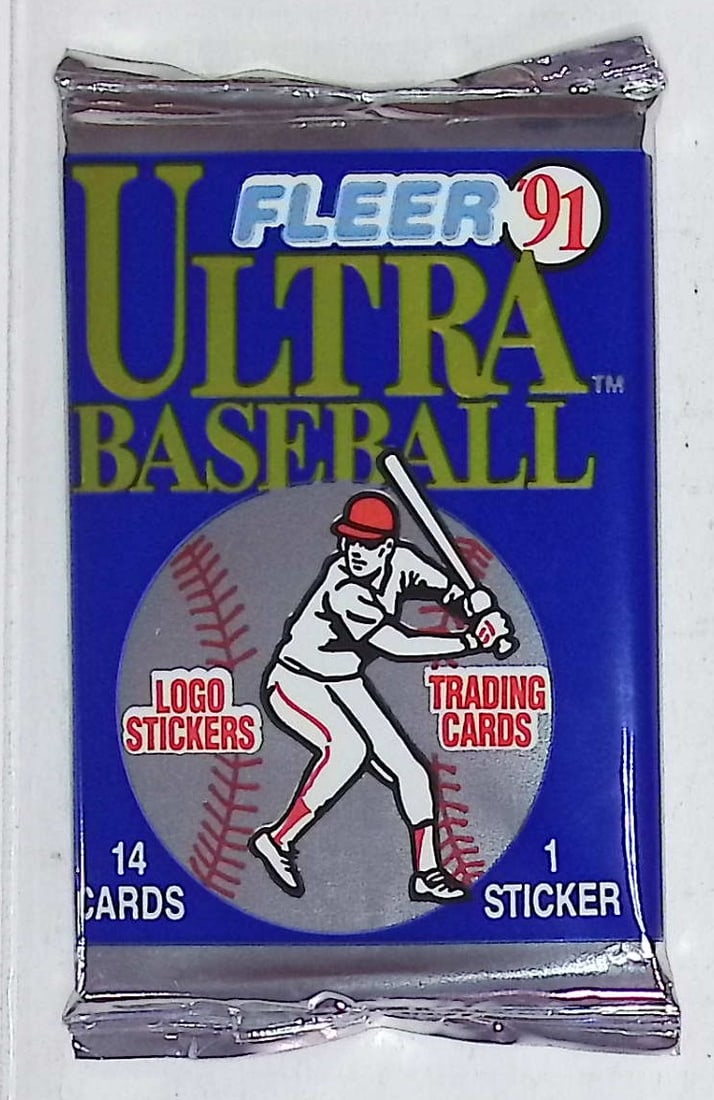 FLEER '91
ULTRA™
BASEBALL
LOGO
STICKERS
TRADING
CARDS
14
CARDS
1
STICKER